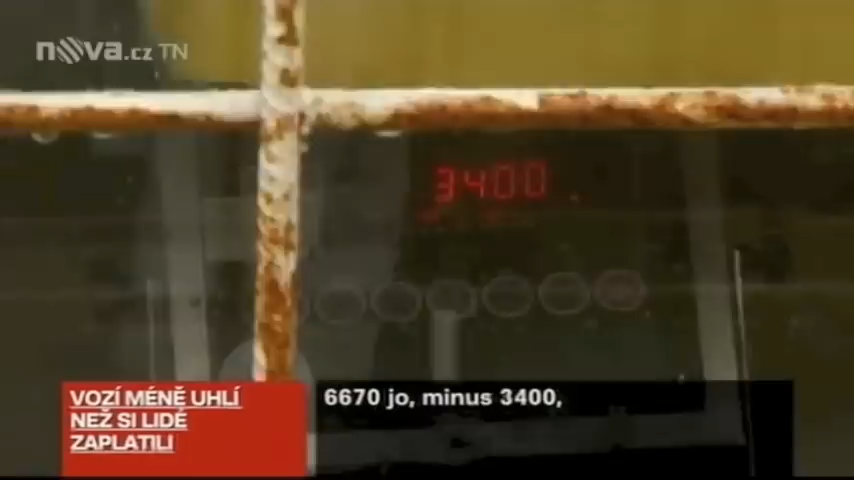 nova.cz TN
3400
VOZÍ MÉNĚ UHLÍ
NEŽ SI LIDÉ
ZAPLATILI
6670 jo, minus 3400,